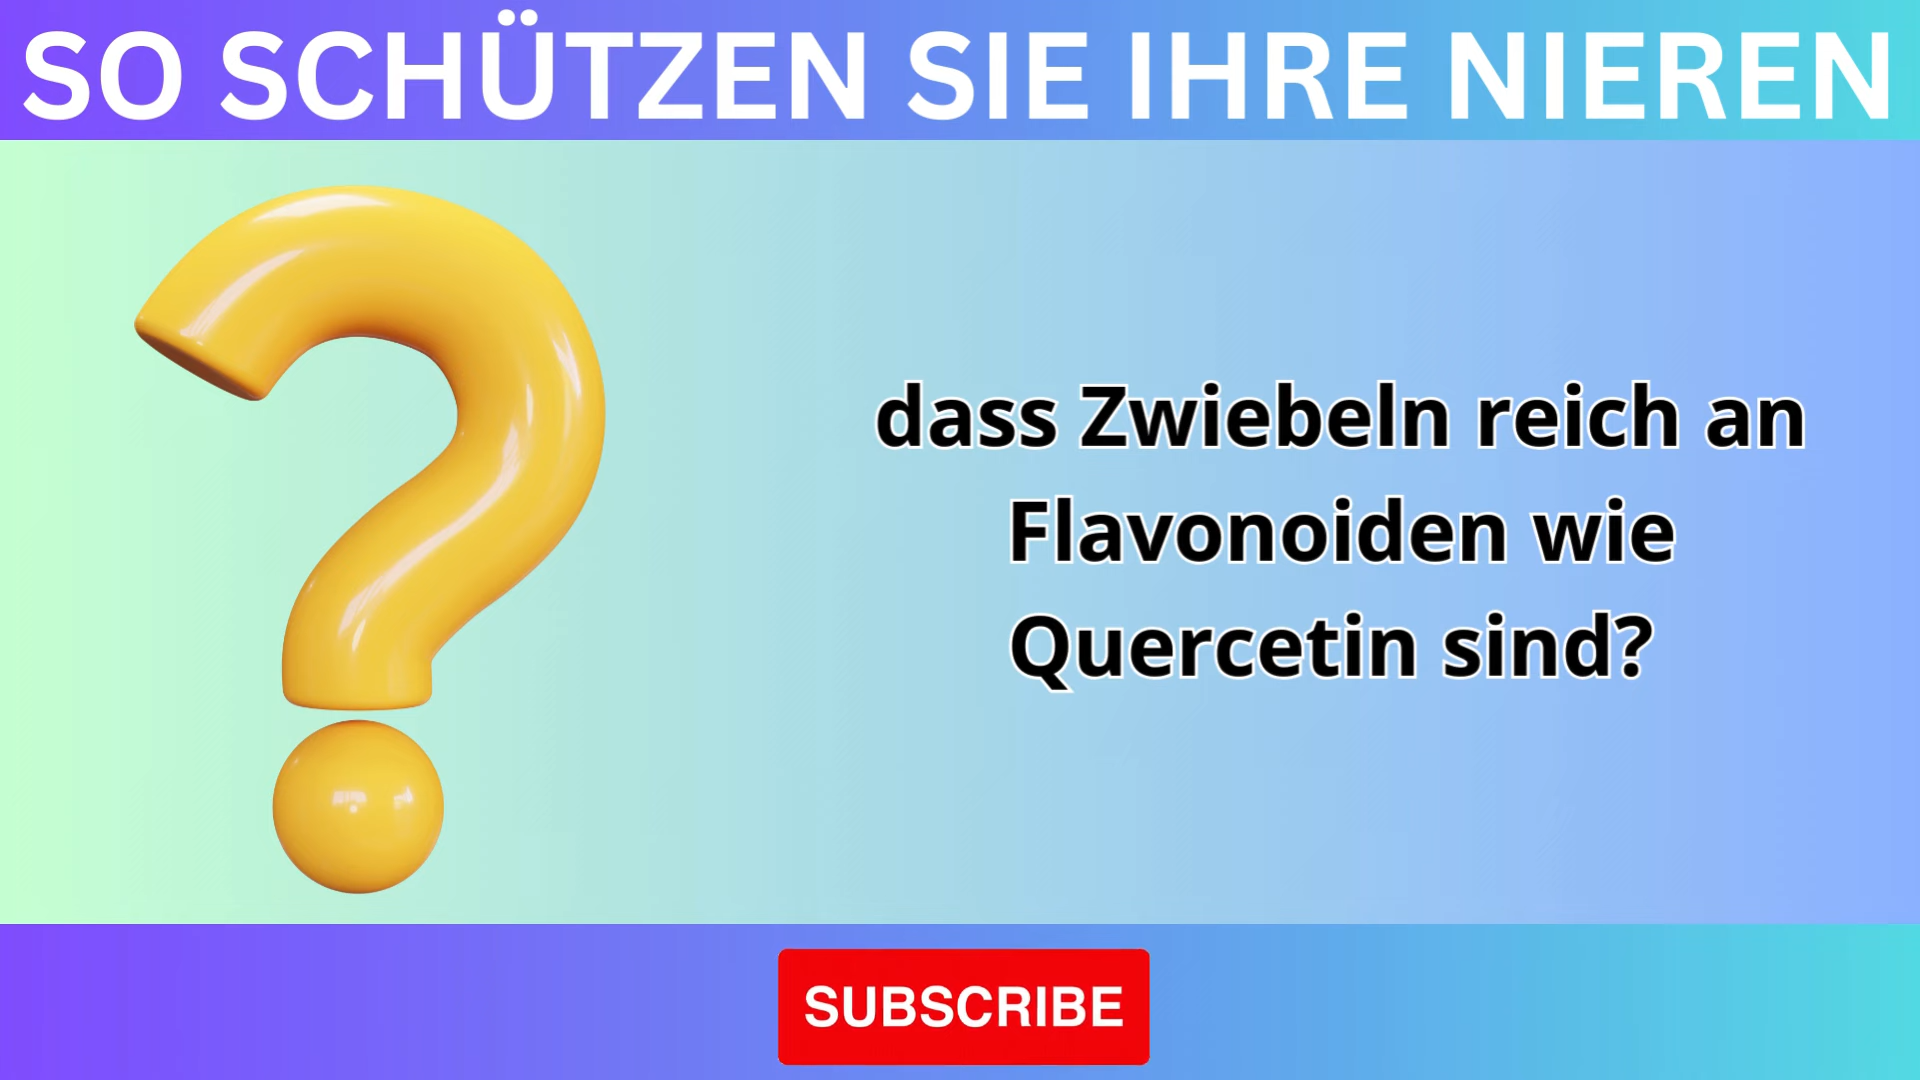 SO SCHÜTZEN SIE IHRE NIEREN
dass Zwiebeln reich an
Flavonoiden wie
Quercetin sind?
SUBSCRIBE